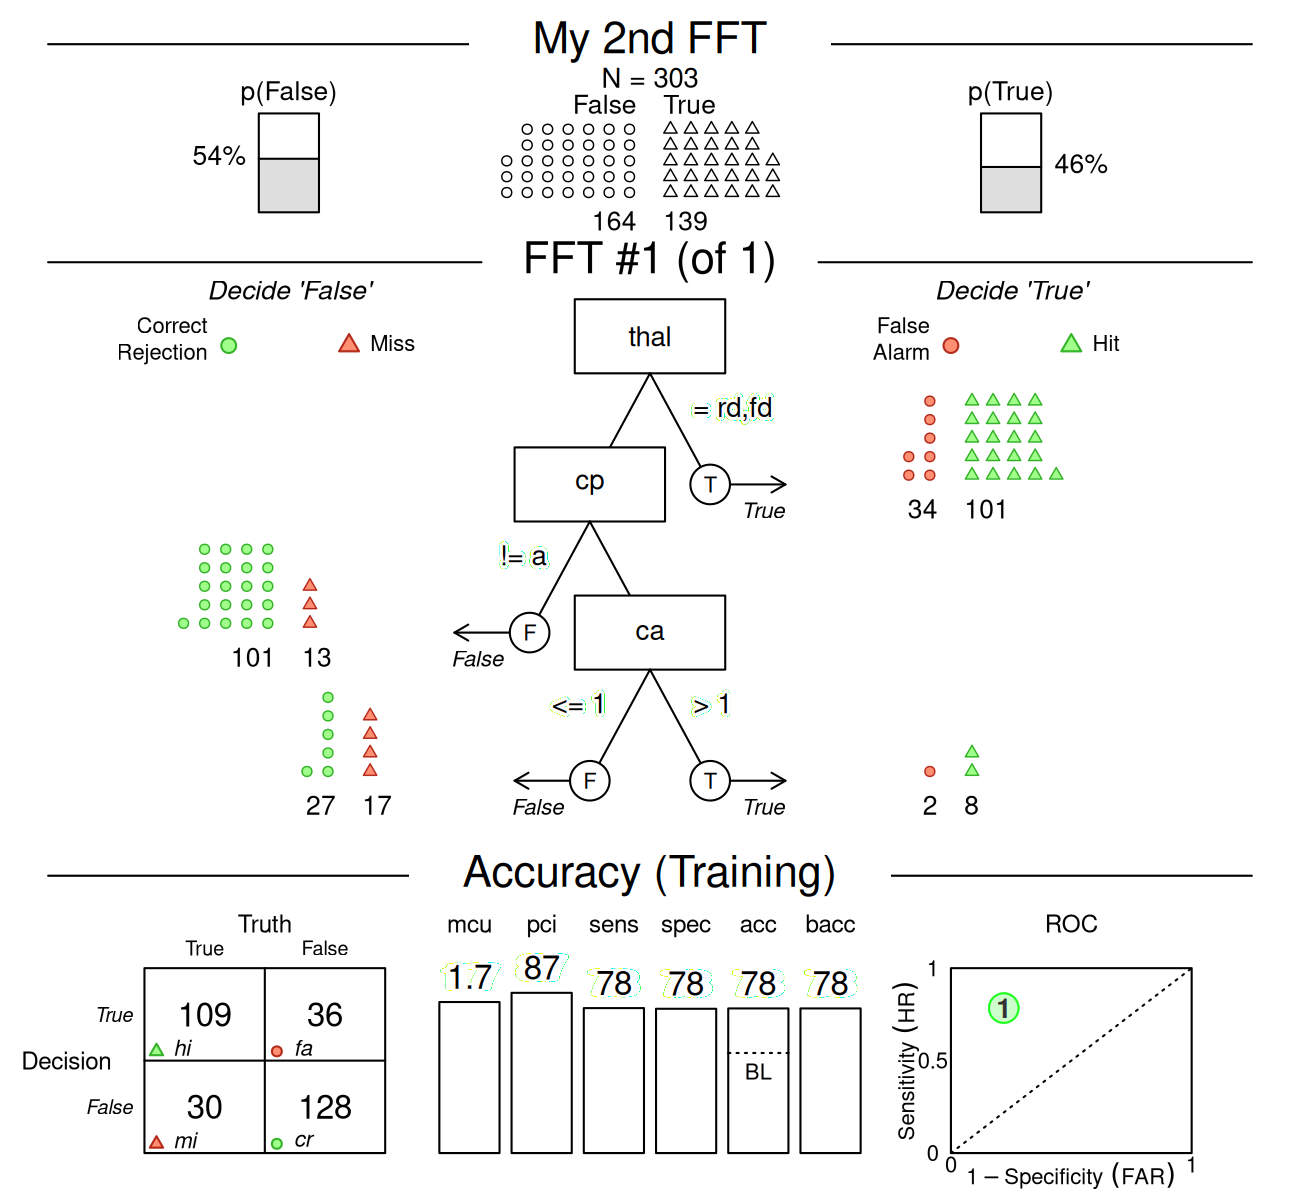 My 2nd FFT
N = 303
p(False)
False True
p(True)
54%
46%
164 139
FFT #1 (of 1)
Decide 'False'
Decide 'True'
Correct
Rejection
Miss
False
Alarm
Hit
thal
= rd,fd
cp
T
True
34 101
!= a
F
False
ca
101 13
<= 1
> 1
F
False
T
True
27 17
2 8
Accuracy (Training)
Truth
True False
Decision
True
109
hi
36
fa
False
30
mi
128
cr
mcu pci sens spec acc bacc
1.7 87 78 78 78 78
BL
ROC
1
0.5
0
1
Sensitivity (HR)
0 1
1 – Specificity (FAR)